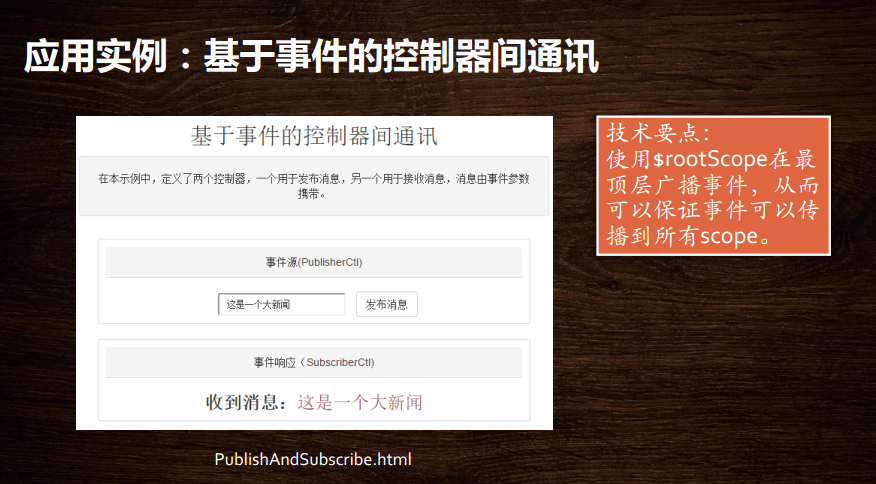 应用实例：基于事件的控制器间通讯
基于事件的控制器间通讯
在本示例中，定义了两个控制器，一个用于发布消息，另一个用于接收消息，消息由事件参数
携带。
事件源(PublisherCtl)
这是一个大新闻
发布消息
事件响应（SubscriberCtl)
收到消息：这是一个大新闻
PublishAndSubscribe.html
技术要点：
使用$rootScope在最
顶层广播事件，从而
可以保证事件可以传
播到所有scope。